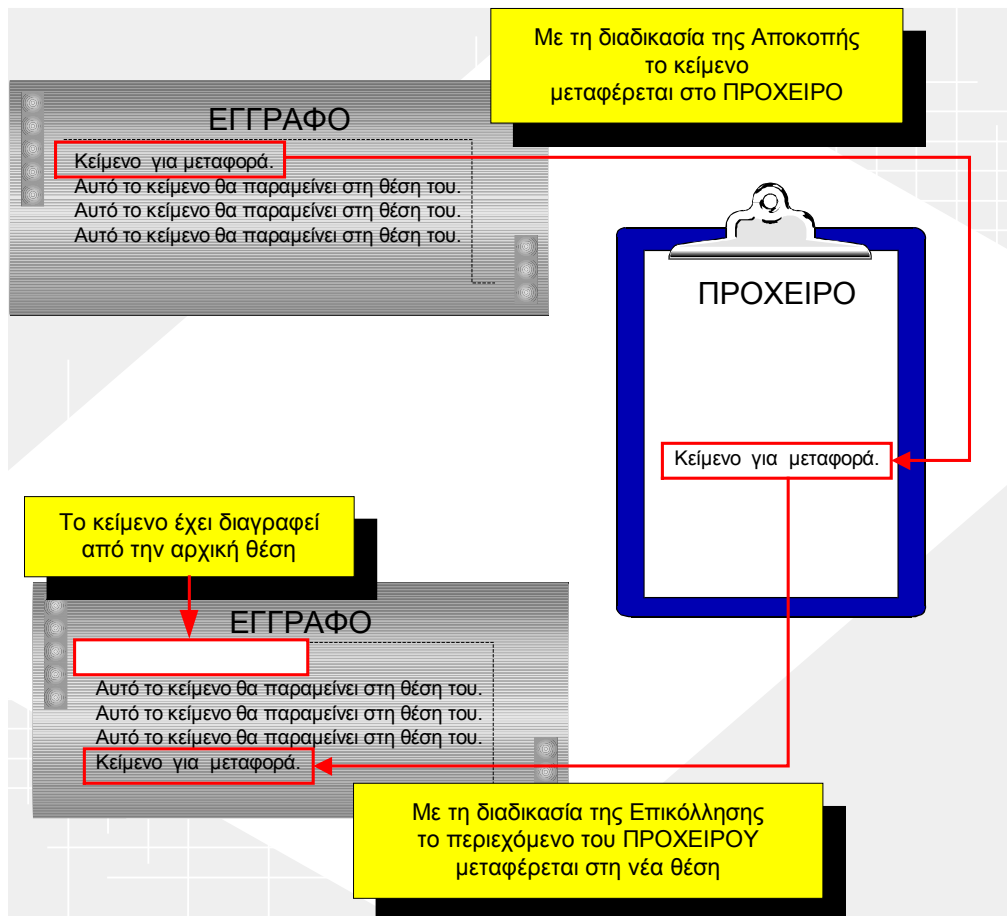 Με τη διαδικασία της Αποκοπής
το κείμενο
μεταφέρεται στο ΠΡΟΧΕΙΡΟ
ΕΓΓΡΑΦΟ
Κείμενο για μεταφορά.
Αυτό το κείμενο θα παραμείνει στη θέση του.
Αυτό το κείμενο θα παραμείνει στη θέση του.
Αυτό το κείμενο θα παραμείνει στη θέση του.
ΠΡΟΧΕΙΡΟ
Κείμενο για μεταφορά.
Το κείμενο έχει διαγραφεί
από την αρχική θέση
ΕΓΓΡΑΦΟ
Αυτό το κείμενο θα παραμείνει στη θέση του.
Αυτό το κείμενο θα παραμείνει στη θέση του.
Αυτό το κείμενο θα παραμείνει στη θέση του.
Κείμενο για μεταφορά.
Με τη διαδικασία της Επικόλλησης
το περιεχόμενο του ΠΡΟΧΕΙΡΟΥ
μεταφέρεται στη νέα θέση